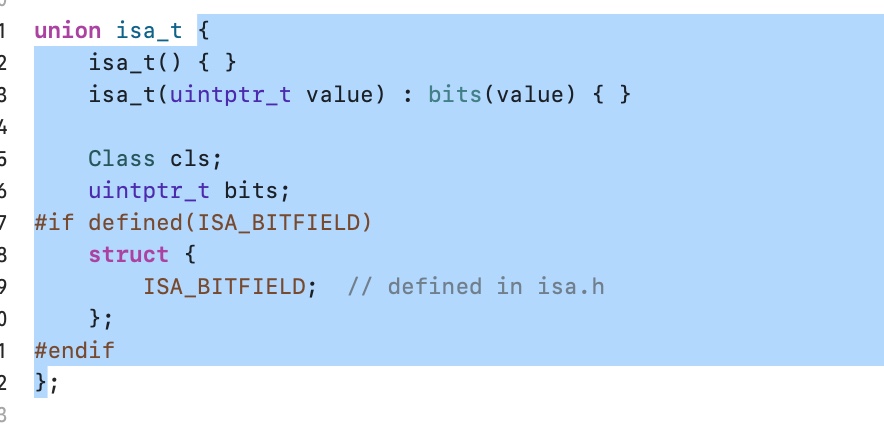 1 union isa_t {
2     isa_t() { }
3     isa_t(uintptr_t value) : bits(value) { }
4
5     Class cls;
6     uintptr_t bits;
7 #if defined(ISA_BITFIELD)
8     struct {
9         ISA_BITFIELD;  // defined in isa.h
0     };
1 #endif
2 };
3